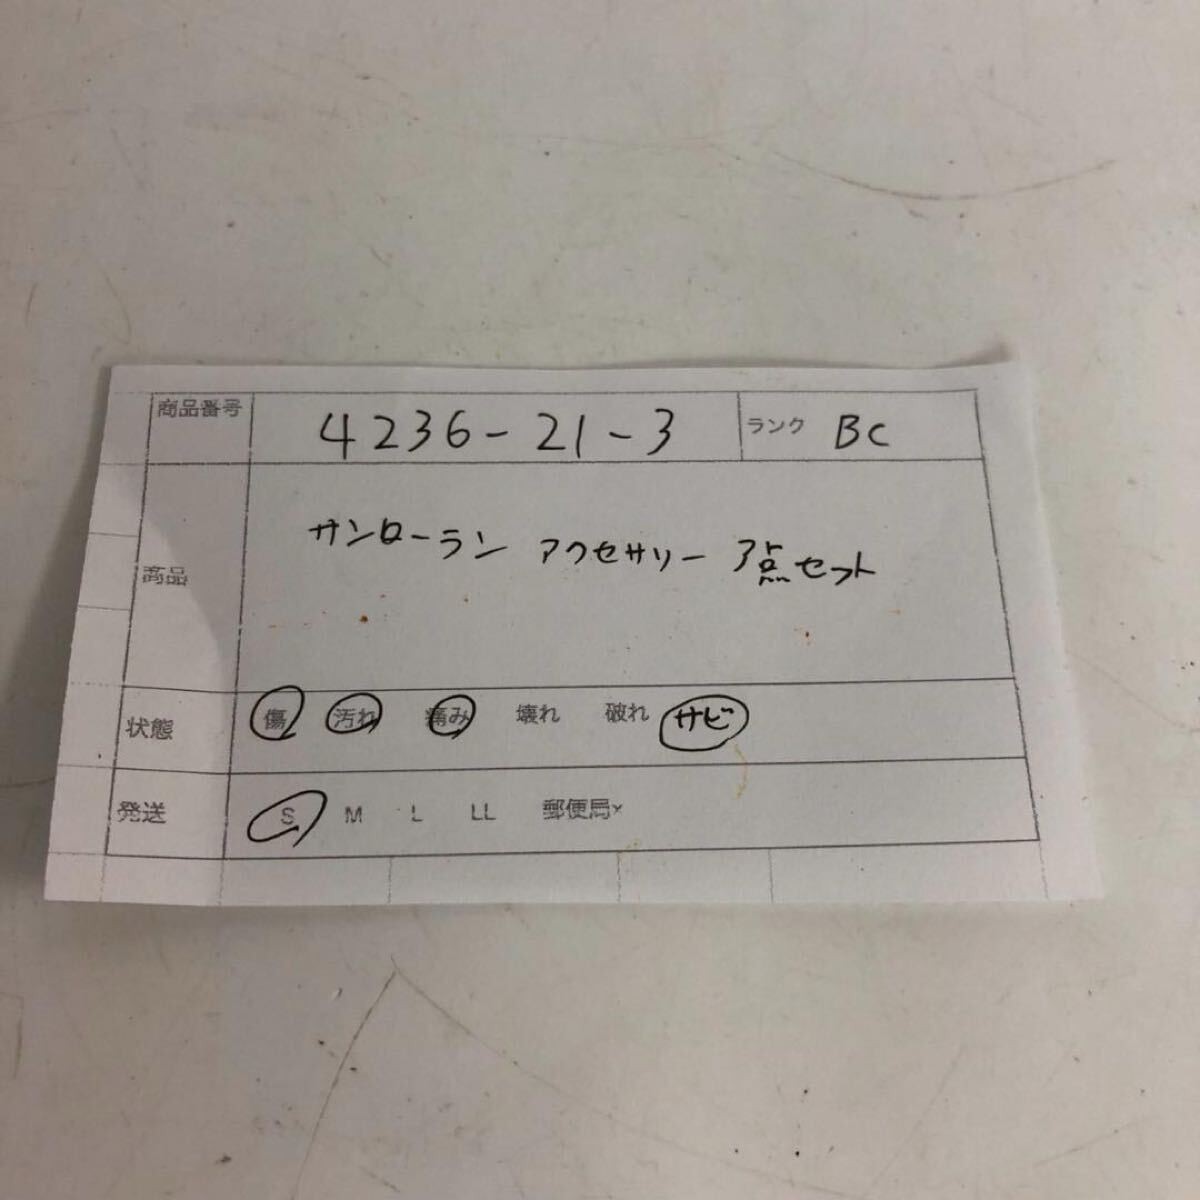 商品番号 4236-21-3 ランク BC
商品 サンローラン アクセサリー 3点セット
状態 傷 汚れ 痛み 壊れ 破れ サビ
発送 S M L LL 郵便局×